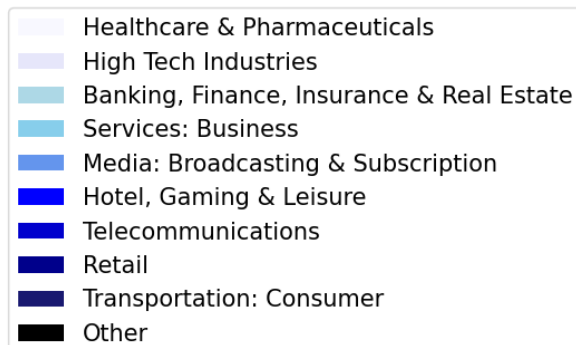 Healthcare & Pharmaceuticals
High Tech Industries
Banking, Finance, Insurance & Real Estate
Services: Business
Media: Broadcasting & Subscription
Hotel, Gaming & Leisure
Telecommunications
Retail
Transportation: Consumer
Other